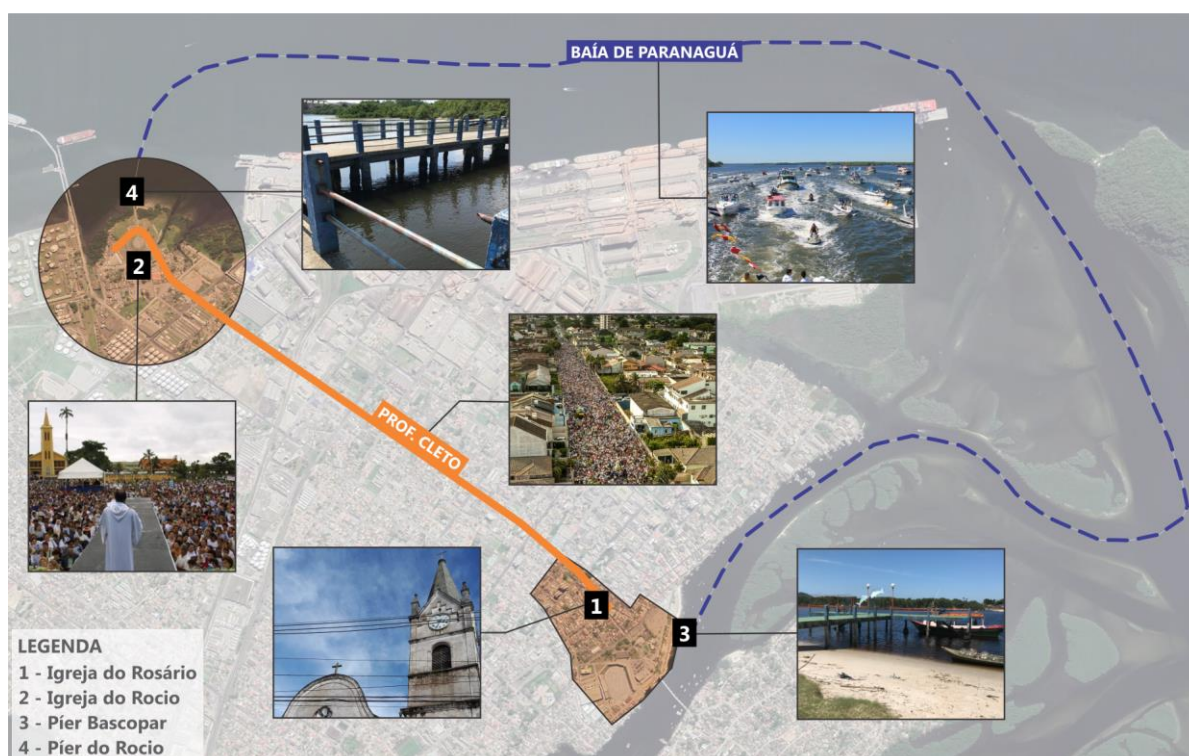 BAÍA DE PARANAGUÁ
4
2
PROF. CLETO
1
3
LEGENDA
1 - Igreja do Rosário
2 - Igreja do Rocio
3 - Píer Bascopar
4 - Píer do Rocio